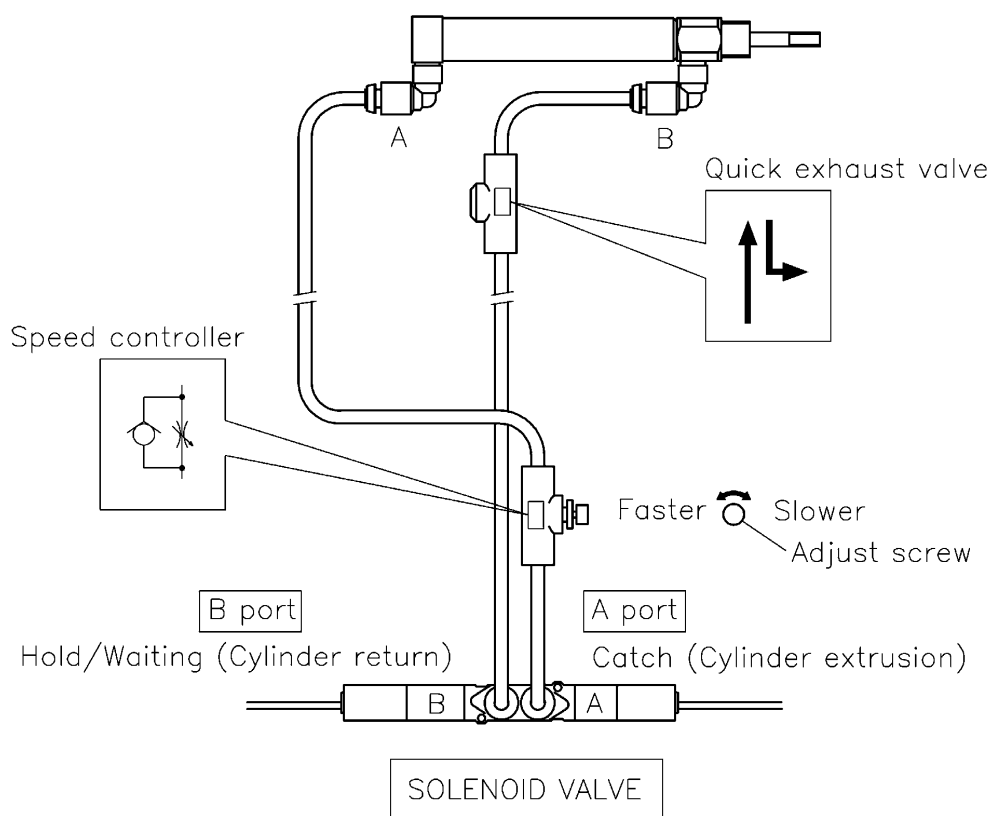 A
B
Quick exhaust valve
Speed controller
Faster
Slower
Adjust screw
B port
A port
Hold/Waiting (Cylinder return)
Catch (Cylinder extrusion)
B
A
SOLENOID VALVE